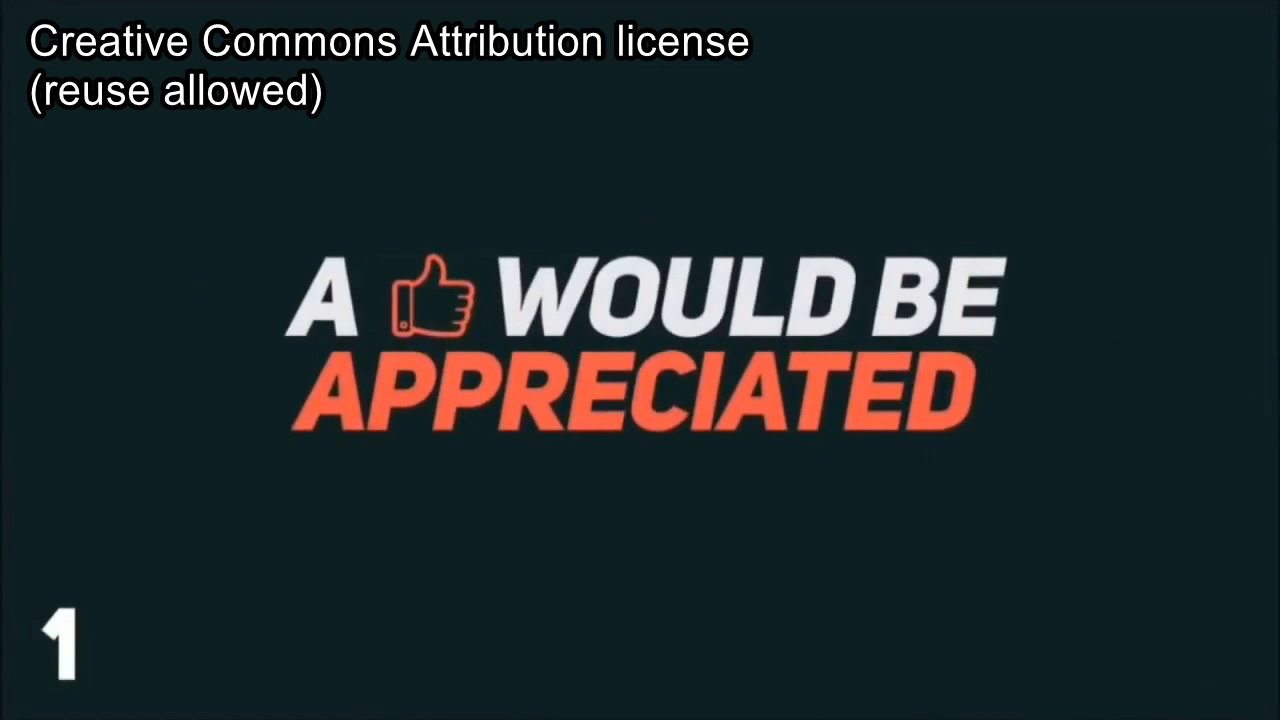 Creative Commons Attribution license
(reuse allowed)
A WOULD BE
APPRECIATED
1